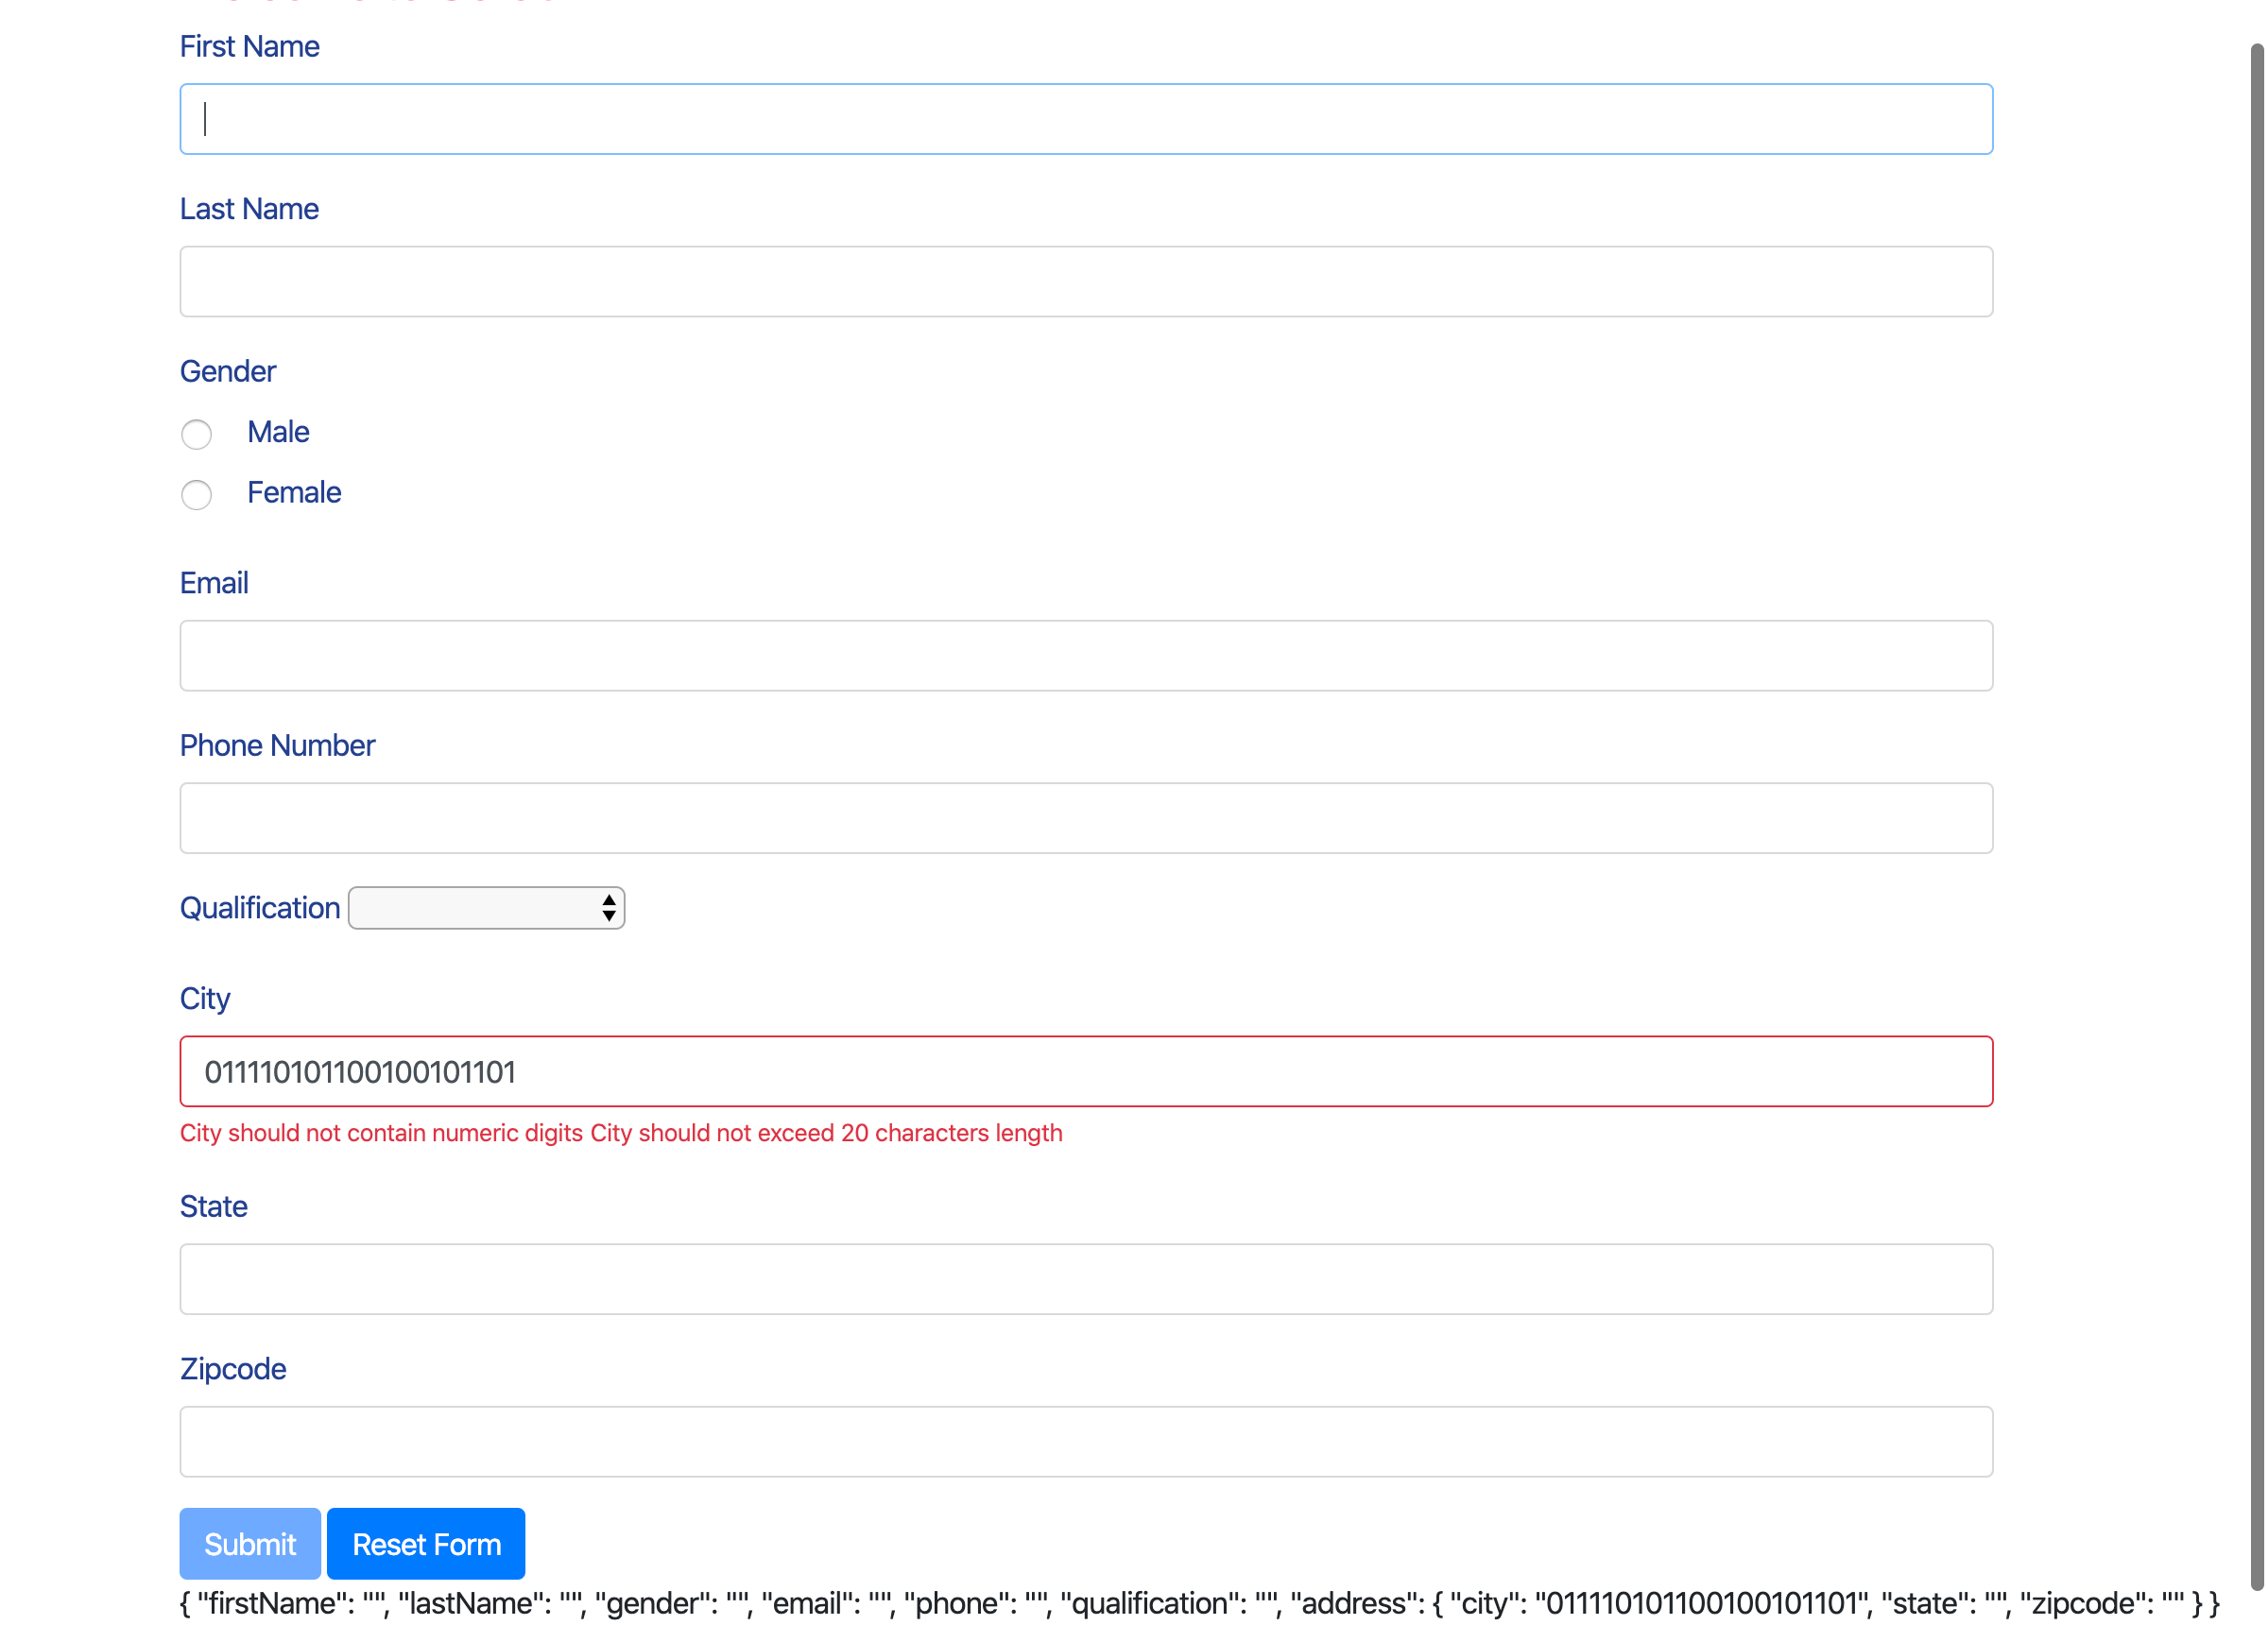 First Name
Last Name
Gender
Male
Female
Email
Phone Number
Qualification
City
011110101100100101101
City should not contain numeric digits City should not exceed 20 characters length
State
Zipcode
Submit Reset Form
{ "firstName": "", "lastName": "", "gender": "", "email": "", "phone": "", "qualification": "", "address": { "city": "011110101100100101101", "state": "", "zipcode": "" } }